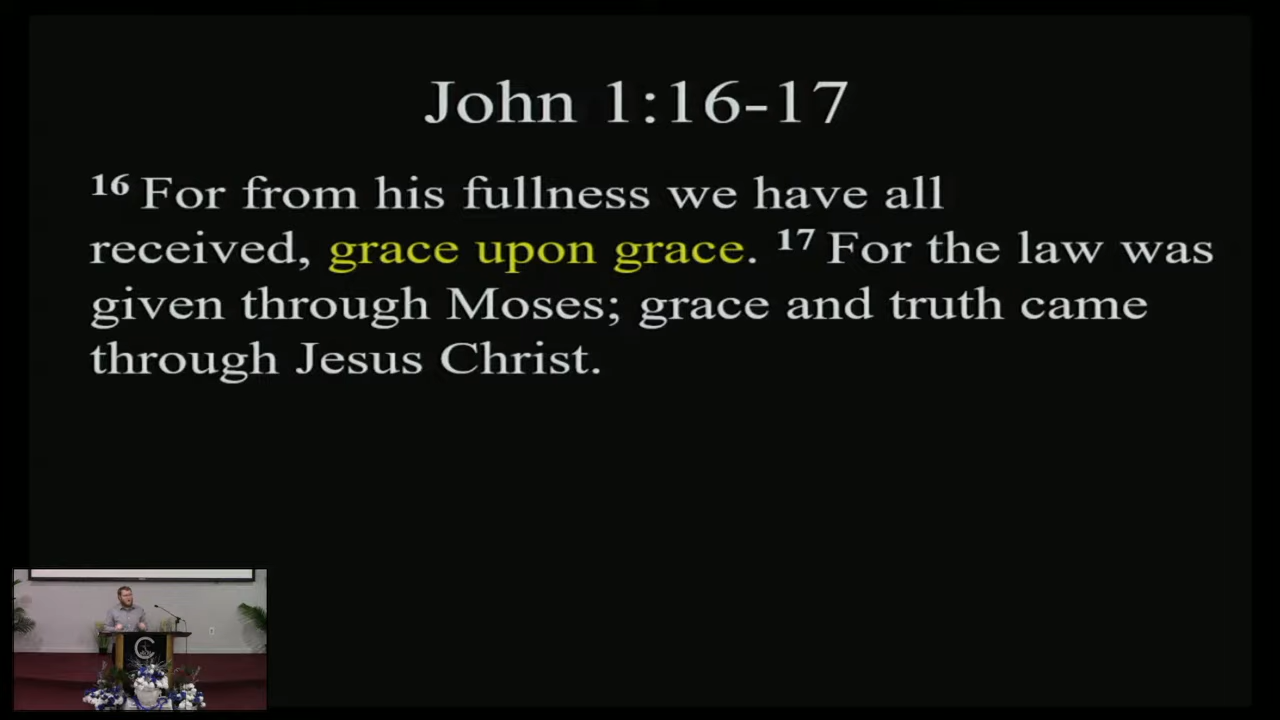 John 1:16-17
16 For from his fullness we have all
received, grace upon grace. 17 For the law was
given through Moses; grace and truth came
through Jesus Christ.
C